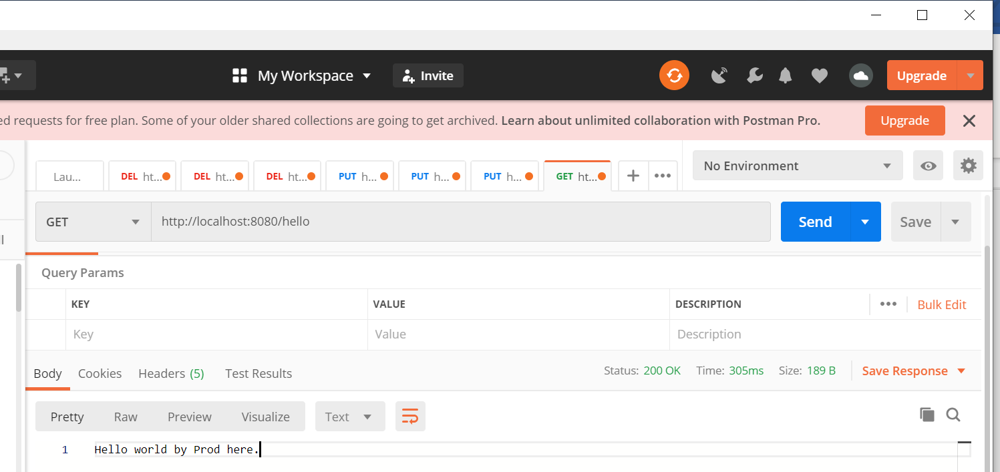 My Workspace Invite Upgrade
ed requests for free plan. Some of your older shared collections are going to get archived. Learn about unlimited collaboration with Postman Pro. Upgrade
Lau... DEL ht... DEL ht... DEL ht... PUT h... PUT h... PUT h... GET ht... No Environment
GET http://localhost:8080/hello Send Save
Query Params
KEY VALUE DESCRIPTION Bulk Edit
Key Value Description
Body Cookies Headers (5) Test Results Status: 200 OK Time: 305ms Size: 189 B Save Response
Pretty Raw Preview Visualize Text
1 Hello world by Prod here.